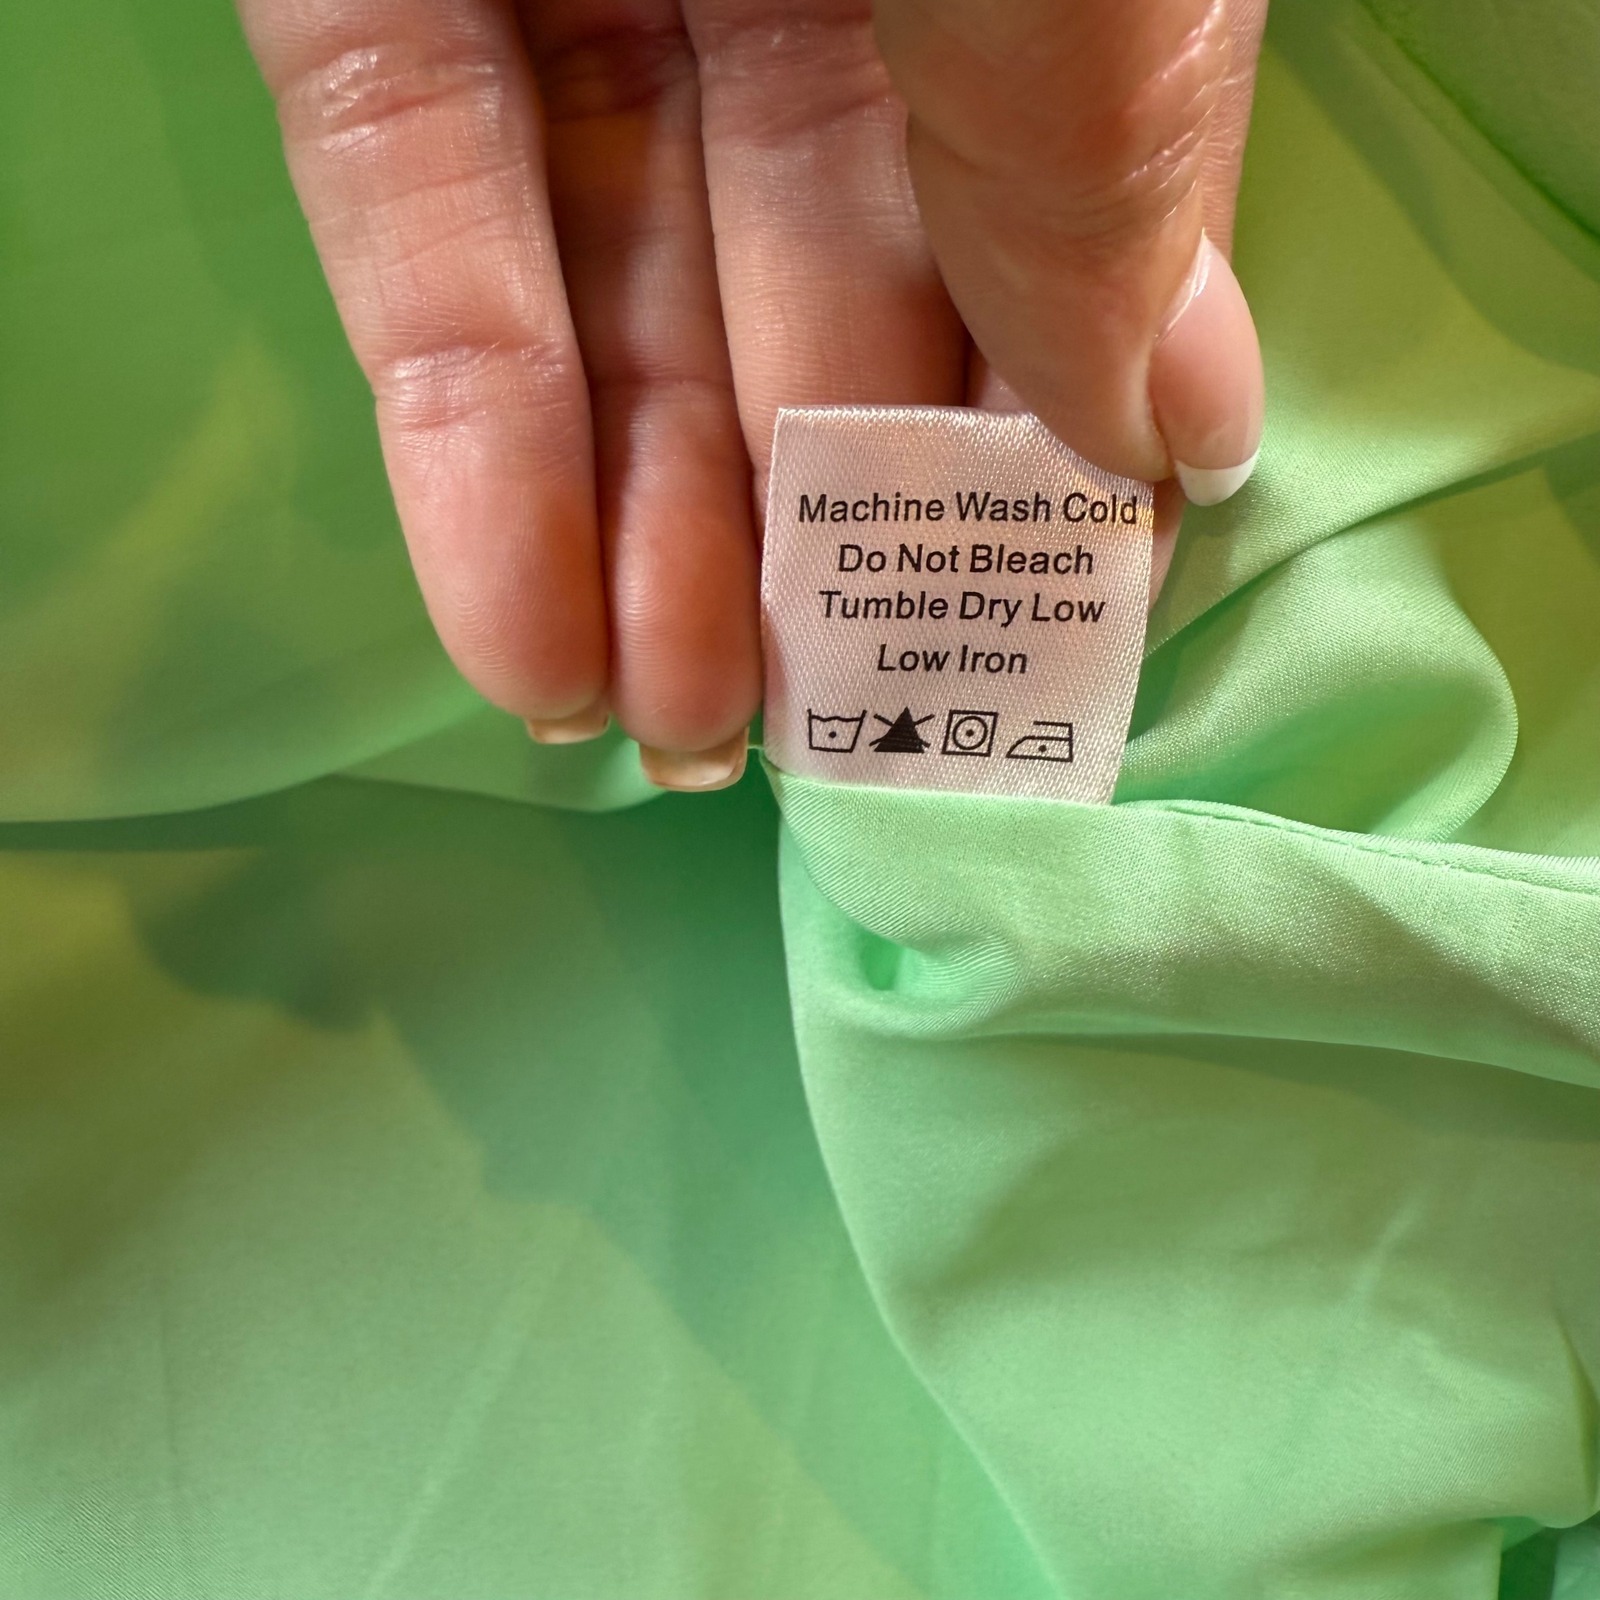 Machine Wash Cold
Do Not Bleach
Tumble Dry Low
Low Iron